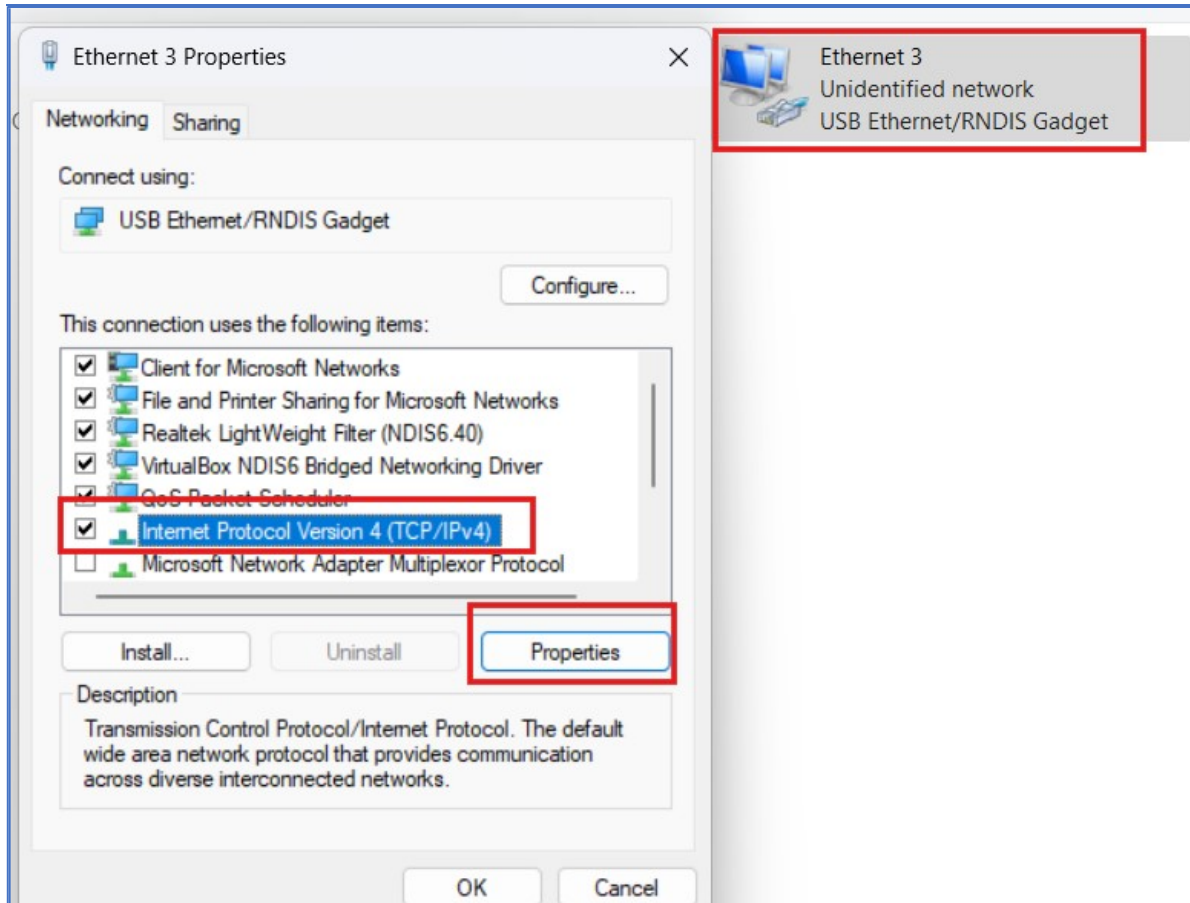 Ethernet 3 Properties
Networking
Sharing
Connect using:
USB Ethernet/RNDIS Gadget
Configure...
This connection uses the following items:
Client for Microsoft Networks
File and Printer Sharing for Microsoft Networks
Realtek LightWeight Filter (NDIS6.40)
VirtualBox NDIS6 Bridged Networking Driver
QoS Packet Scheduler
Internet Protocol Version 4 (TCP/IPv4)
Microsoft Network Adapter Multiplexor Protocol
Install...
Uninstall
Properties
Description
Transmission Control Protocol/Internet Protocol. The default
wide area network protocol that provides communication
across diverse interconnected networks.
OK
Cancel
Ethernet 3
Unidentified network
USB Ethernet/RNDIS Gadget